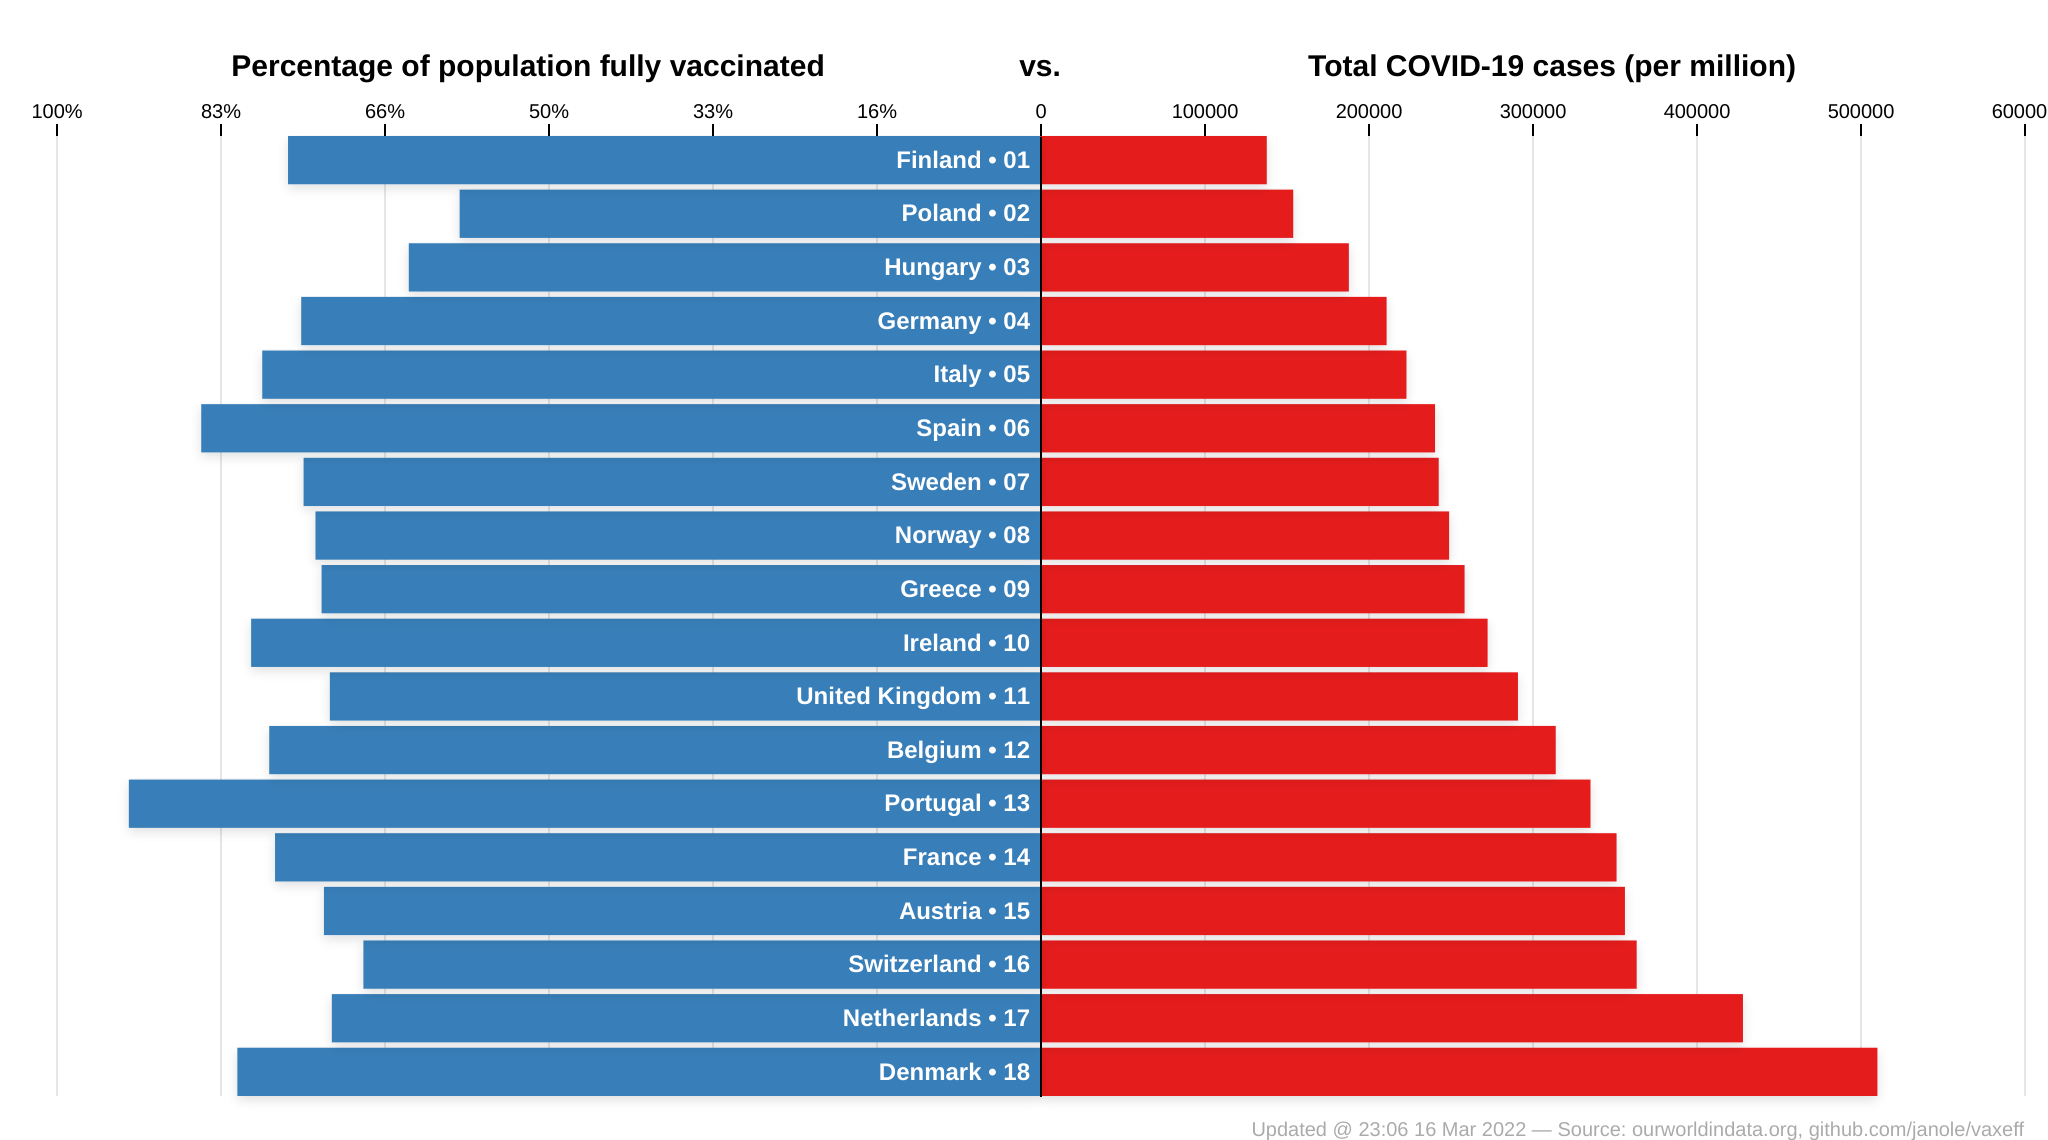 Percentage of population fully vaccinated vs. Total COVID-19 cases (per million)
100% 83% 66% 50% 33% 16% 0 100000 200000 300000 400000 500000 60000
Finland • 01
Poland • 02
Hungary • 03
Germany • 04
Italy • 05
Spain • 06
Sweden • 07
Norway • 08
Greece • 09
Ireland • 10
United Kingdom • 11
Belgium • 12
Portugal • 13
France • 14
Austria • 15
Switzerland • 16
Netherlands • 17
Denmark • 18
Updated @ 23:06 16 Mar 2022 — Source: ourworldindata.org, github.com/janole/vaxeff